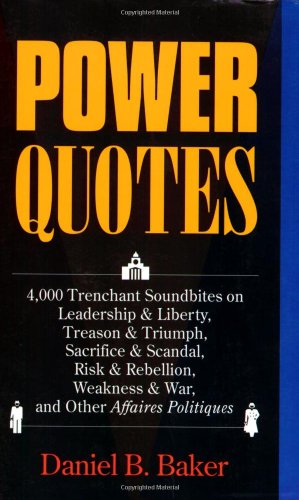 POWER
QUOTES
4,000 Trenchant Soundbites on
Leadership & Liberty,
Treason & Triumph,
Sacrifice & Scandal,
Risk & Rebellion,
Weakness & War,
and Other Affaires Politiques
Daniel B. Baker